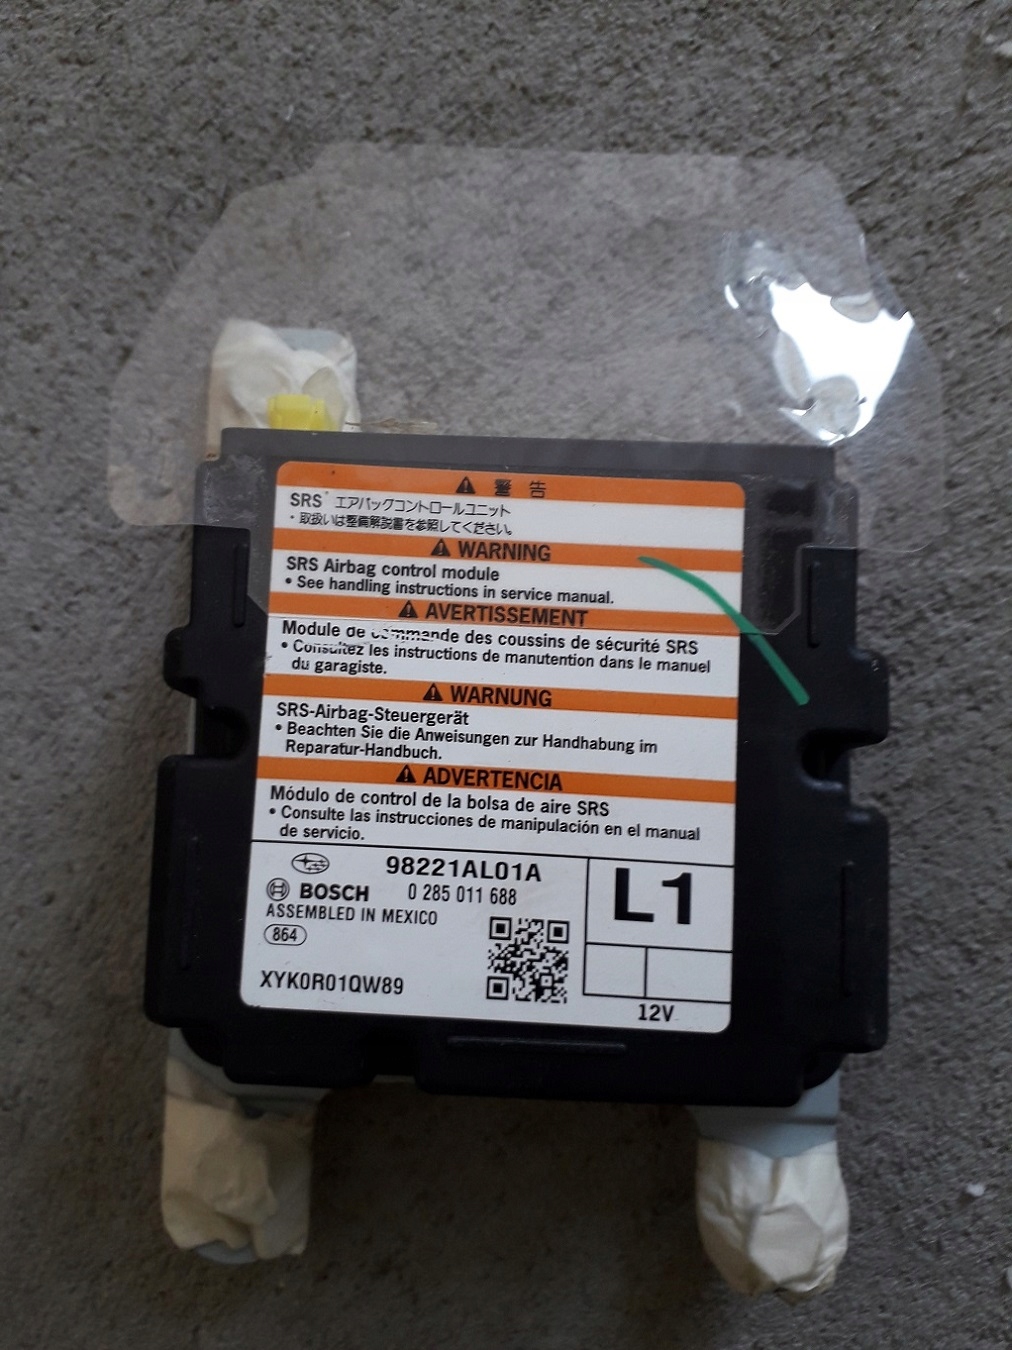 警告
SRS エアバッグコントロールユニット
・取扱いは整備解説書を参照してください。
WARNING
SRS Airbag control module
• See handling instructions in service manual.
AVERTISSEMENT
Module de commande des coussins de sécurité SRS
• Consultez les instructions de manutention dans le manuel
du garagiste.
WARNUNG
SRS-Airbag-Steuergerät
• Beachten Sie die Anweisungen zur Handhabung im
Reparatur-Handbuch.
ADVERTENCIA
Módulo de control de la bolsa de aire SRS
• Consulte las instrucciones de manipulación en el manual
de servicio.
98221AL01A
BOSCH 0 285 011 688
ASSEMBLED IN MEXICO
864
XYK0R01QW89
L1
12V